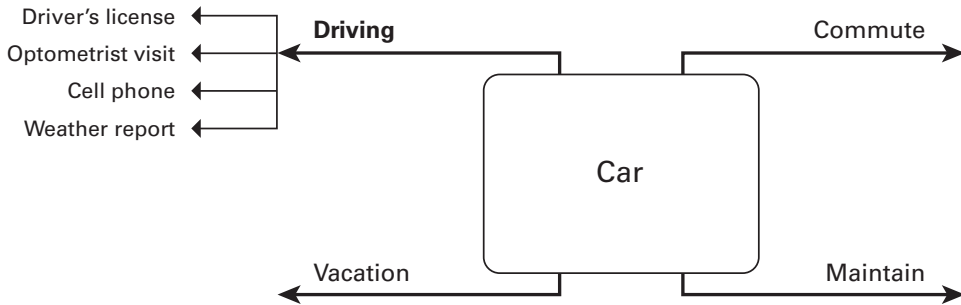 Driver’s license
Optometrist visit
Cell phone
Weather report
Driving
Commute
Car
Vacation
Maintain